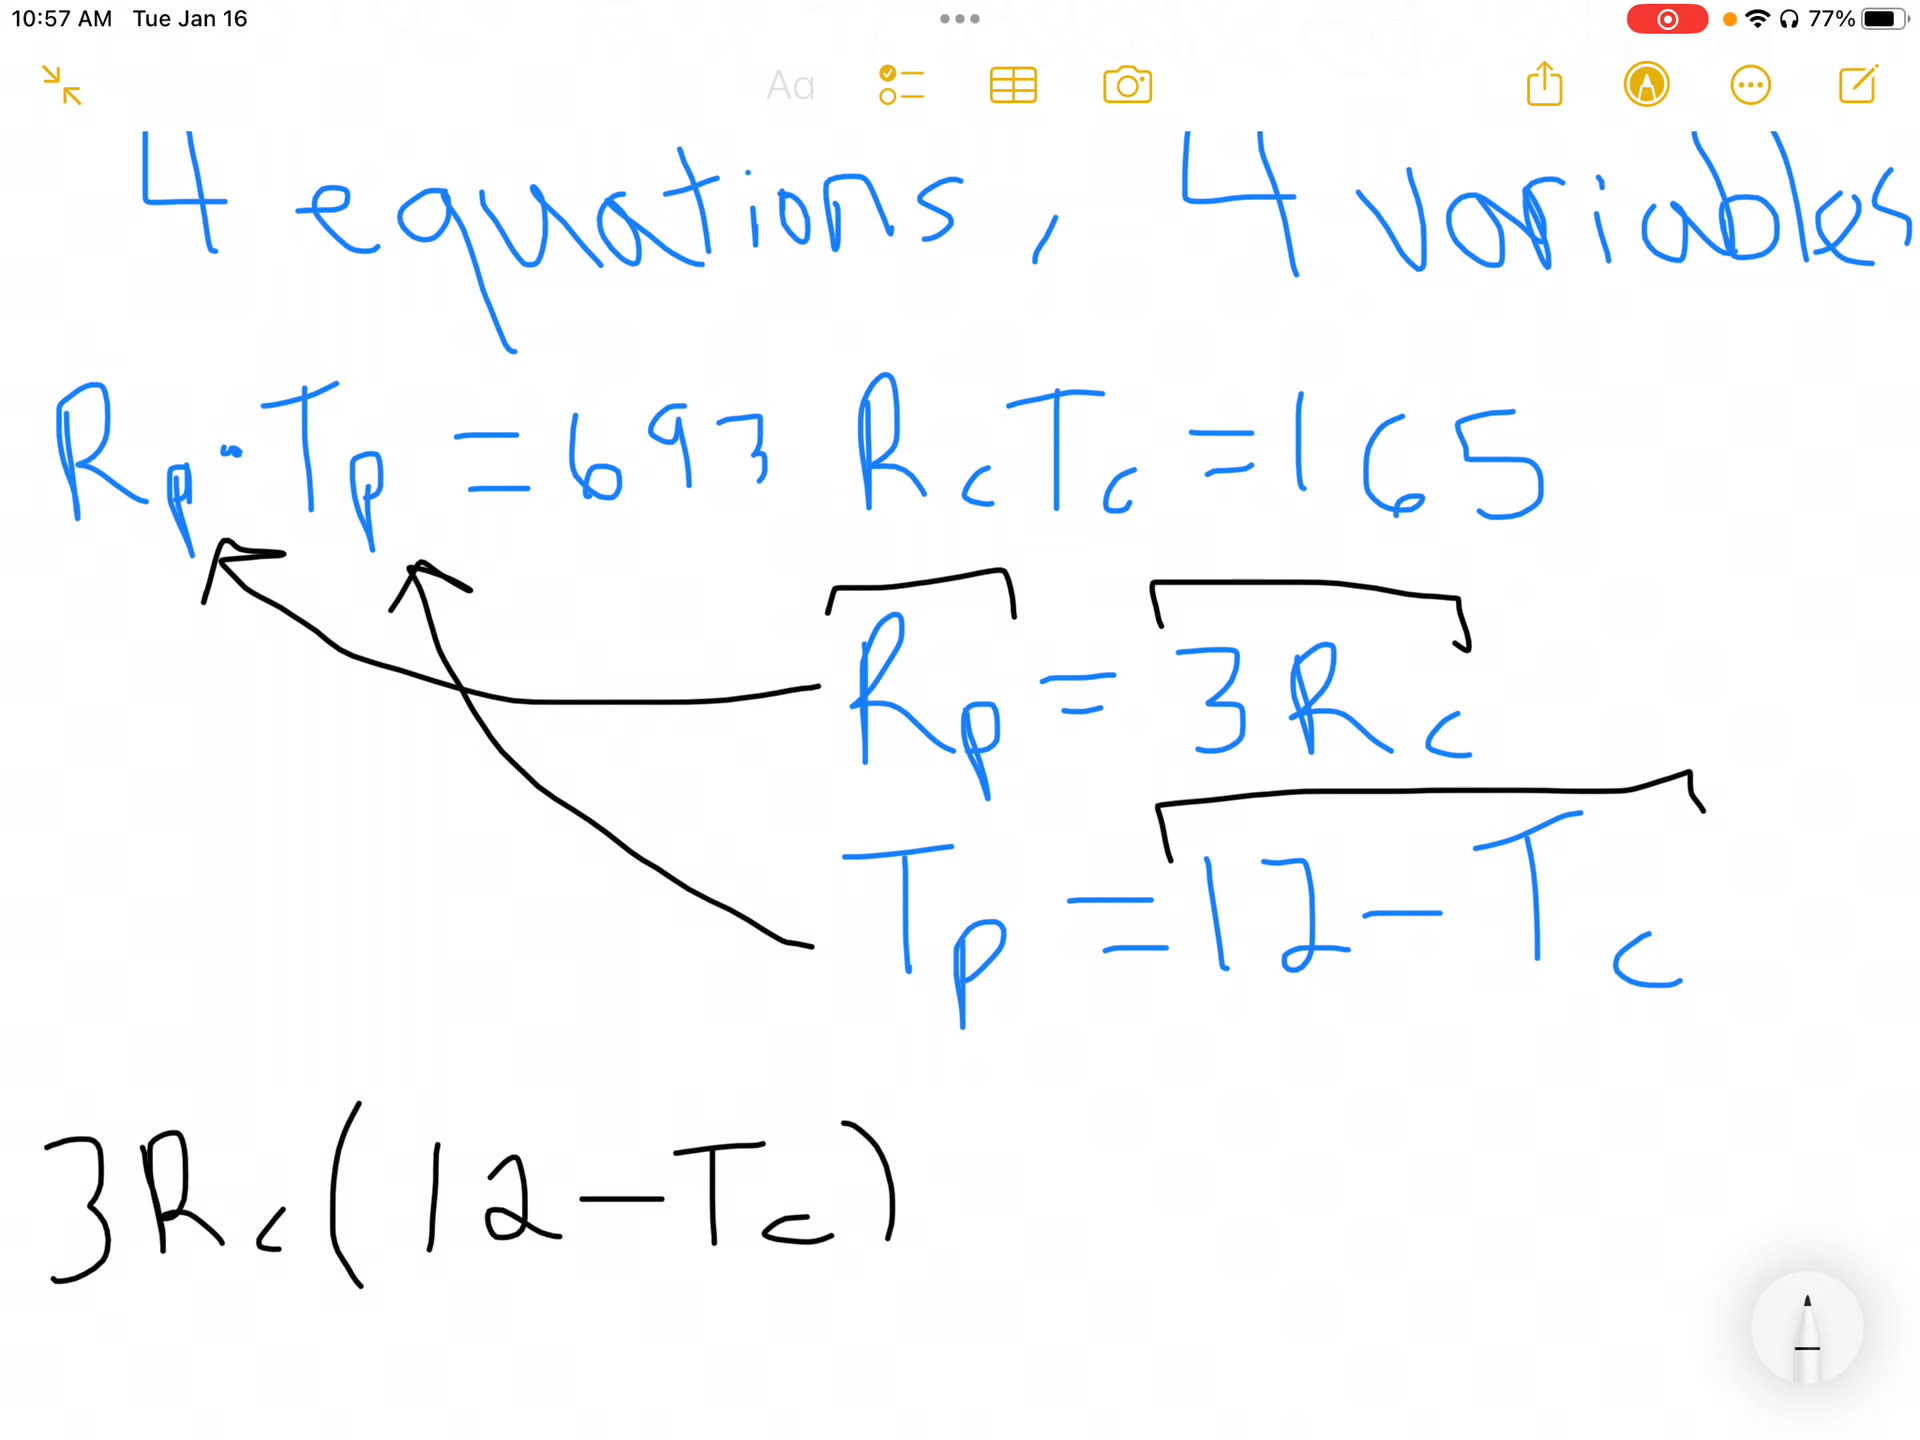 10:57 AM Tue Jan 16
77%
Aa
4 equations, 4 variables
Rp · Tp = 693 RcTc = 165
Rp = 3Rc
Tp = 12 - Tc
3Rc(12 - Tc)